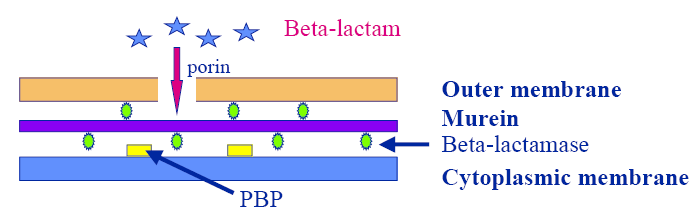 Beta-lactam
porin
Outer membrane
Murein
Beta-lactamase
Cytoplasmic membrane
PBP